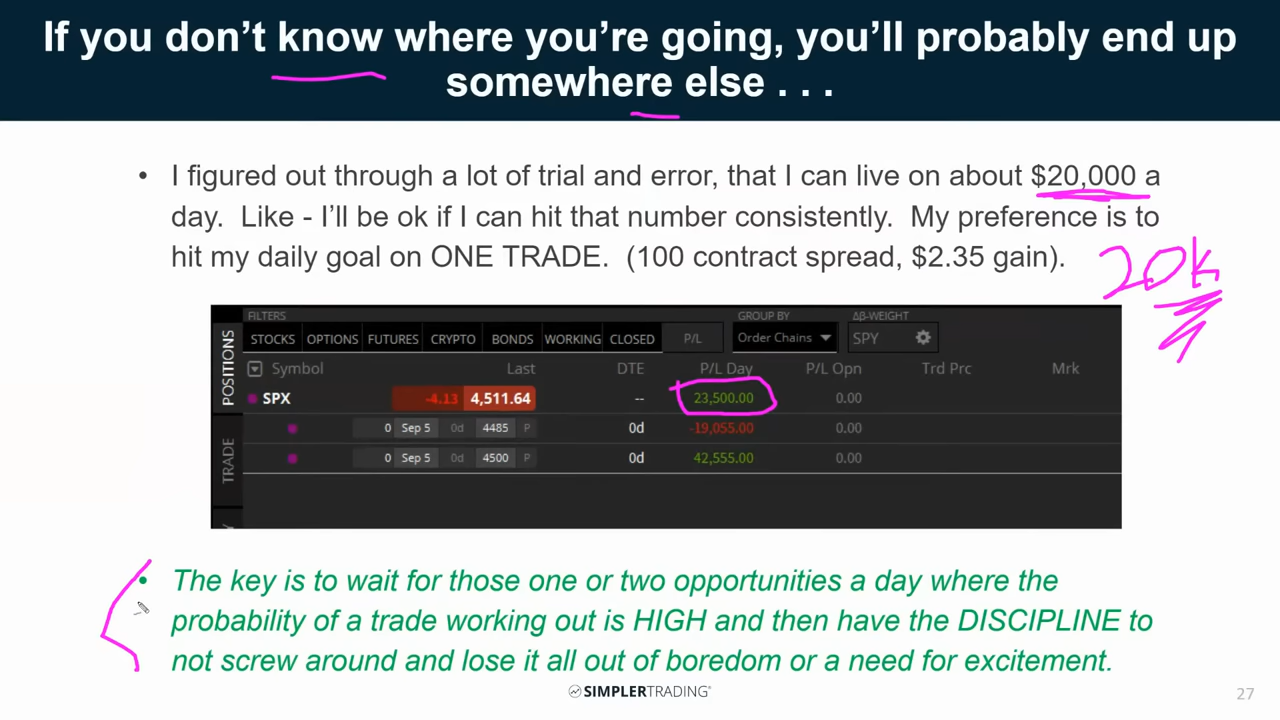 If you don't know where you're going, you'll probably end up
somewhere else . . .
• I figured out through a lot of trial and error, that I can live on about $20,000 a
day. Like - I'll be ok if I can hit that number consistently. My preference is to
hit my daily goal on ONE TRADE. (100 contract spread, $2.35 gain).
20k
FILTERS GROUP BY Δβ-WEIGHT
STOCKS OPTIONS FUTURES CRYPTO BONDS WORKING CLOSED P/L Order Chains SPY
POSITIONS
Symbol Last DTE P/L Day P/L Opn Trd Prc Mrk
SPX -4.13 4,511.64 -- 23,500.00 0.00
0 Sep 5 0d 4485 P 0d -19,055.00 0.00
TRADE
0 Sep 5 0d 4500 P 0d 42,555.00 0.00
• The key is to wait for those one or two opportunities a day where the
probability of a trade working out is HIGH and then have the DISCIPLINE to
not screw around and lose it all out of boredom or a need for excitement.
SIMPLERTRADING
27